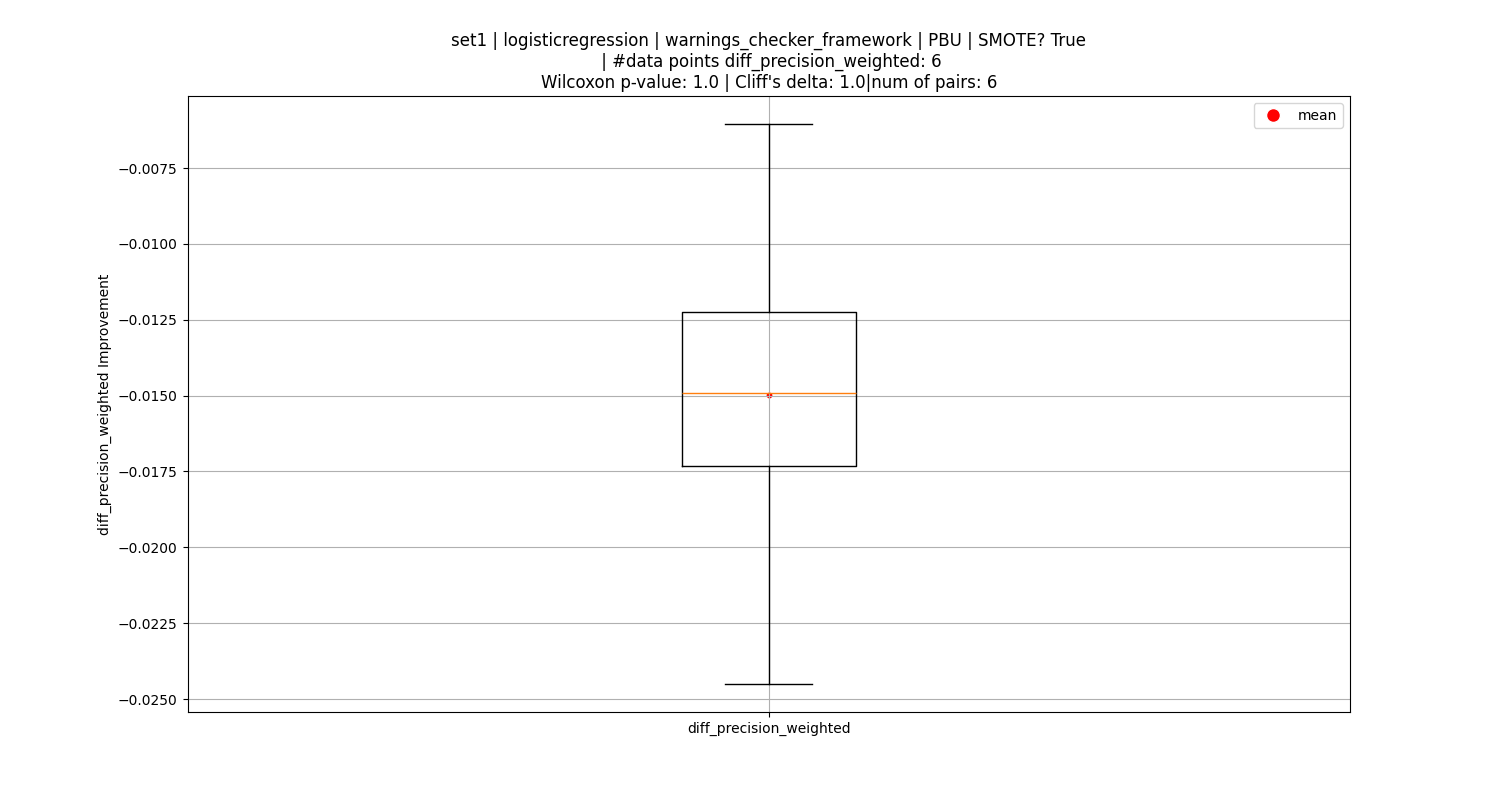 set1 | logisticregression | warnings_checker_framework | PBU | SMOTE? True
| #data points diff_precision_weighted: 6
Wilcoxon p-value: 1.0 | Cliff's delta: 1.0|num of pairs: 6
mean
−0.0075
−0.0100
−0.0125
−0.0150
−0.0175
−0.0200
−0.0225
−0.0250
diff_precision_weighted Improvement
diff_precision_weighted